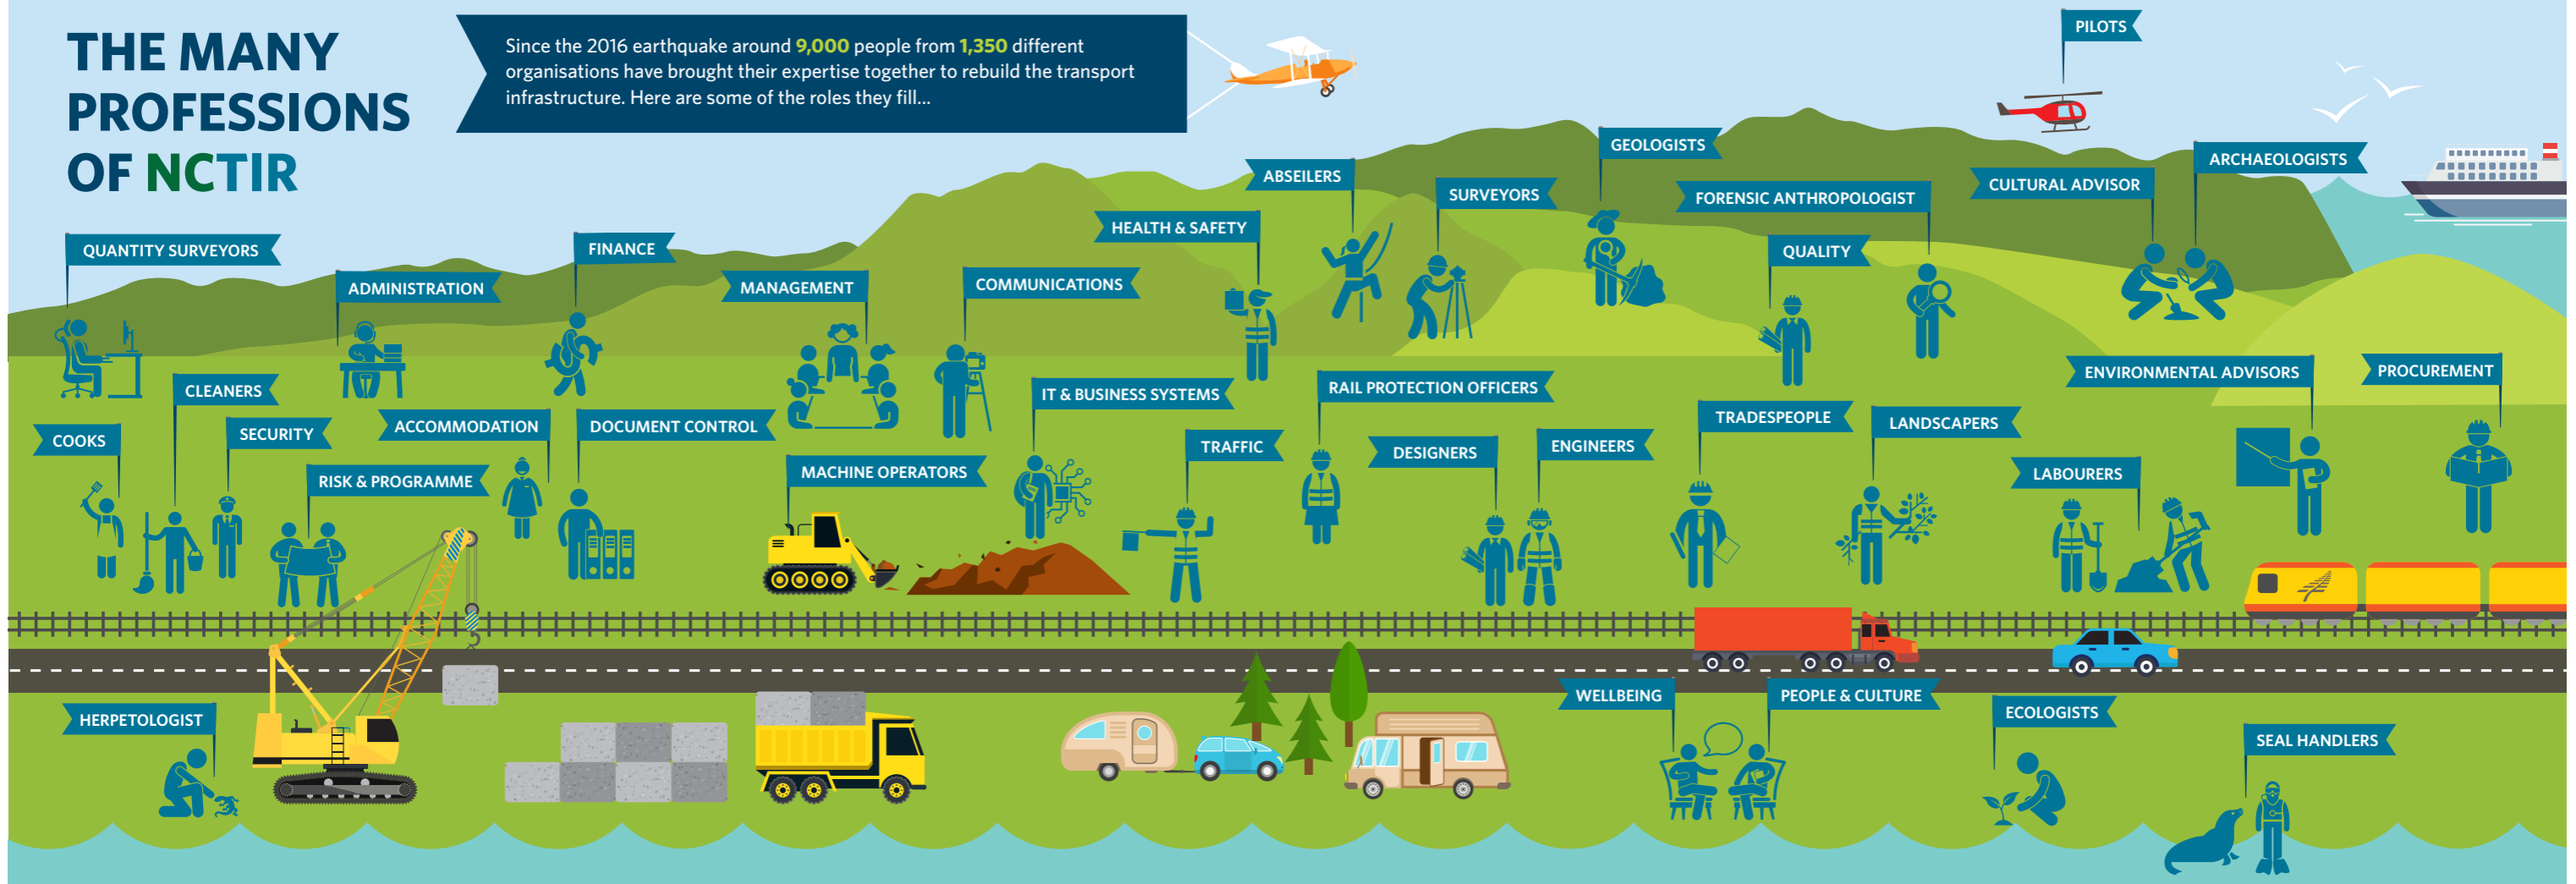 THE MANY
PROFESSIONS
OF NCTIR
Since the 2016 earthquake around 9,000 people from 1,350 different
organisations have brought their expertise together to rebuild the transport
infrastructure. Here are some of the roles they fill...
PILOTS
GEOLOGISTS
ARCHAEOLOGISTS
ABSEILERS
SURVEYORS
FORENSIC ANTHROPOLOGIST
CULTURAL ADVISOR
HEALTH & SAFETY
QUANTITY SURVEYORS
FINANCE
QUALITY
ADMINISTRATION
MANAGEMENT
COMMUNICATIONS
CLEANERS
IT & BUSINESS SYSTEMS
RAIL PROTECTION OFFICERS
ENVIRONMENTAL ADVISORS
PROCUREMENT
COOKS
SECURITY
ACCOMMODATION
DOCUMENT CONTROL
TRADESPEOPLE
LANDSCAPERS
TRAFFIC
DESIGNERS
ENGINEERS
RISK & PROGRAMME
MACHINE OPERATORS
LABOURERS
WELLBEING
PEOPLE & CULTURE
HERPETOLOGIST
ECOLOGISTS
SEAL HANDLERS